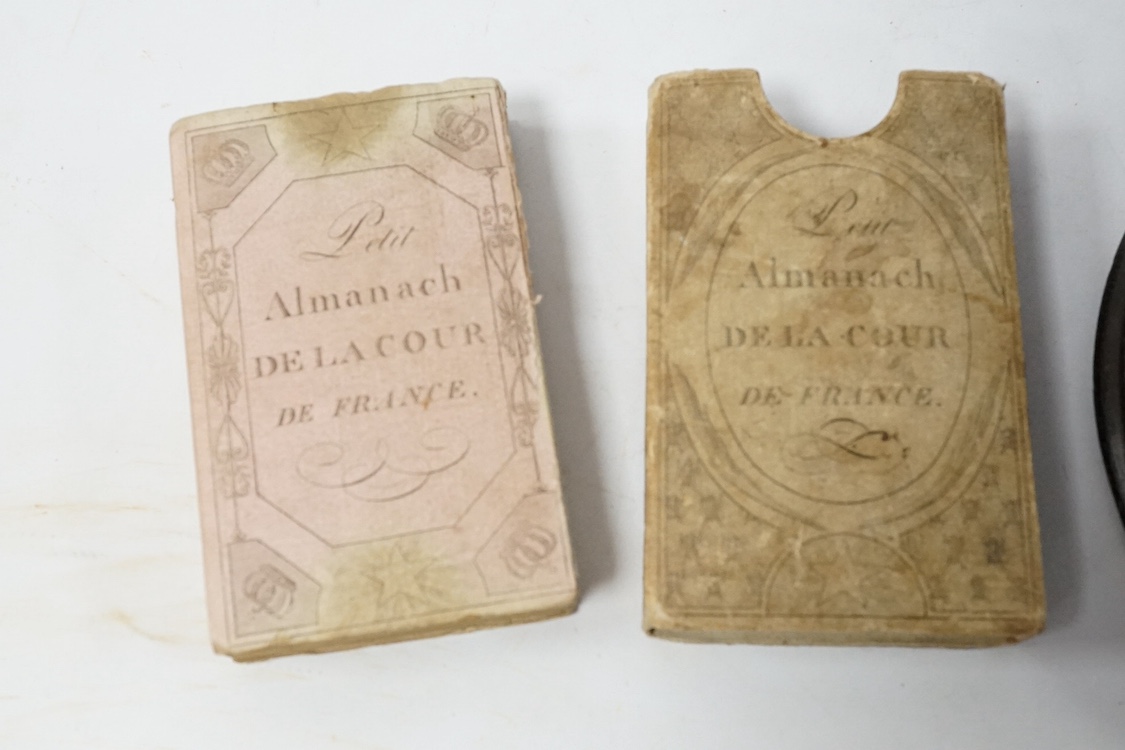 Petit
Almanach
DE LA COUR
DE FRANCE.
Petit
Almanach
DE LA COUR
DE FRANCE.